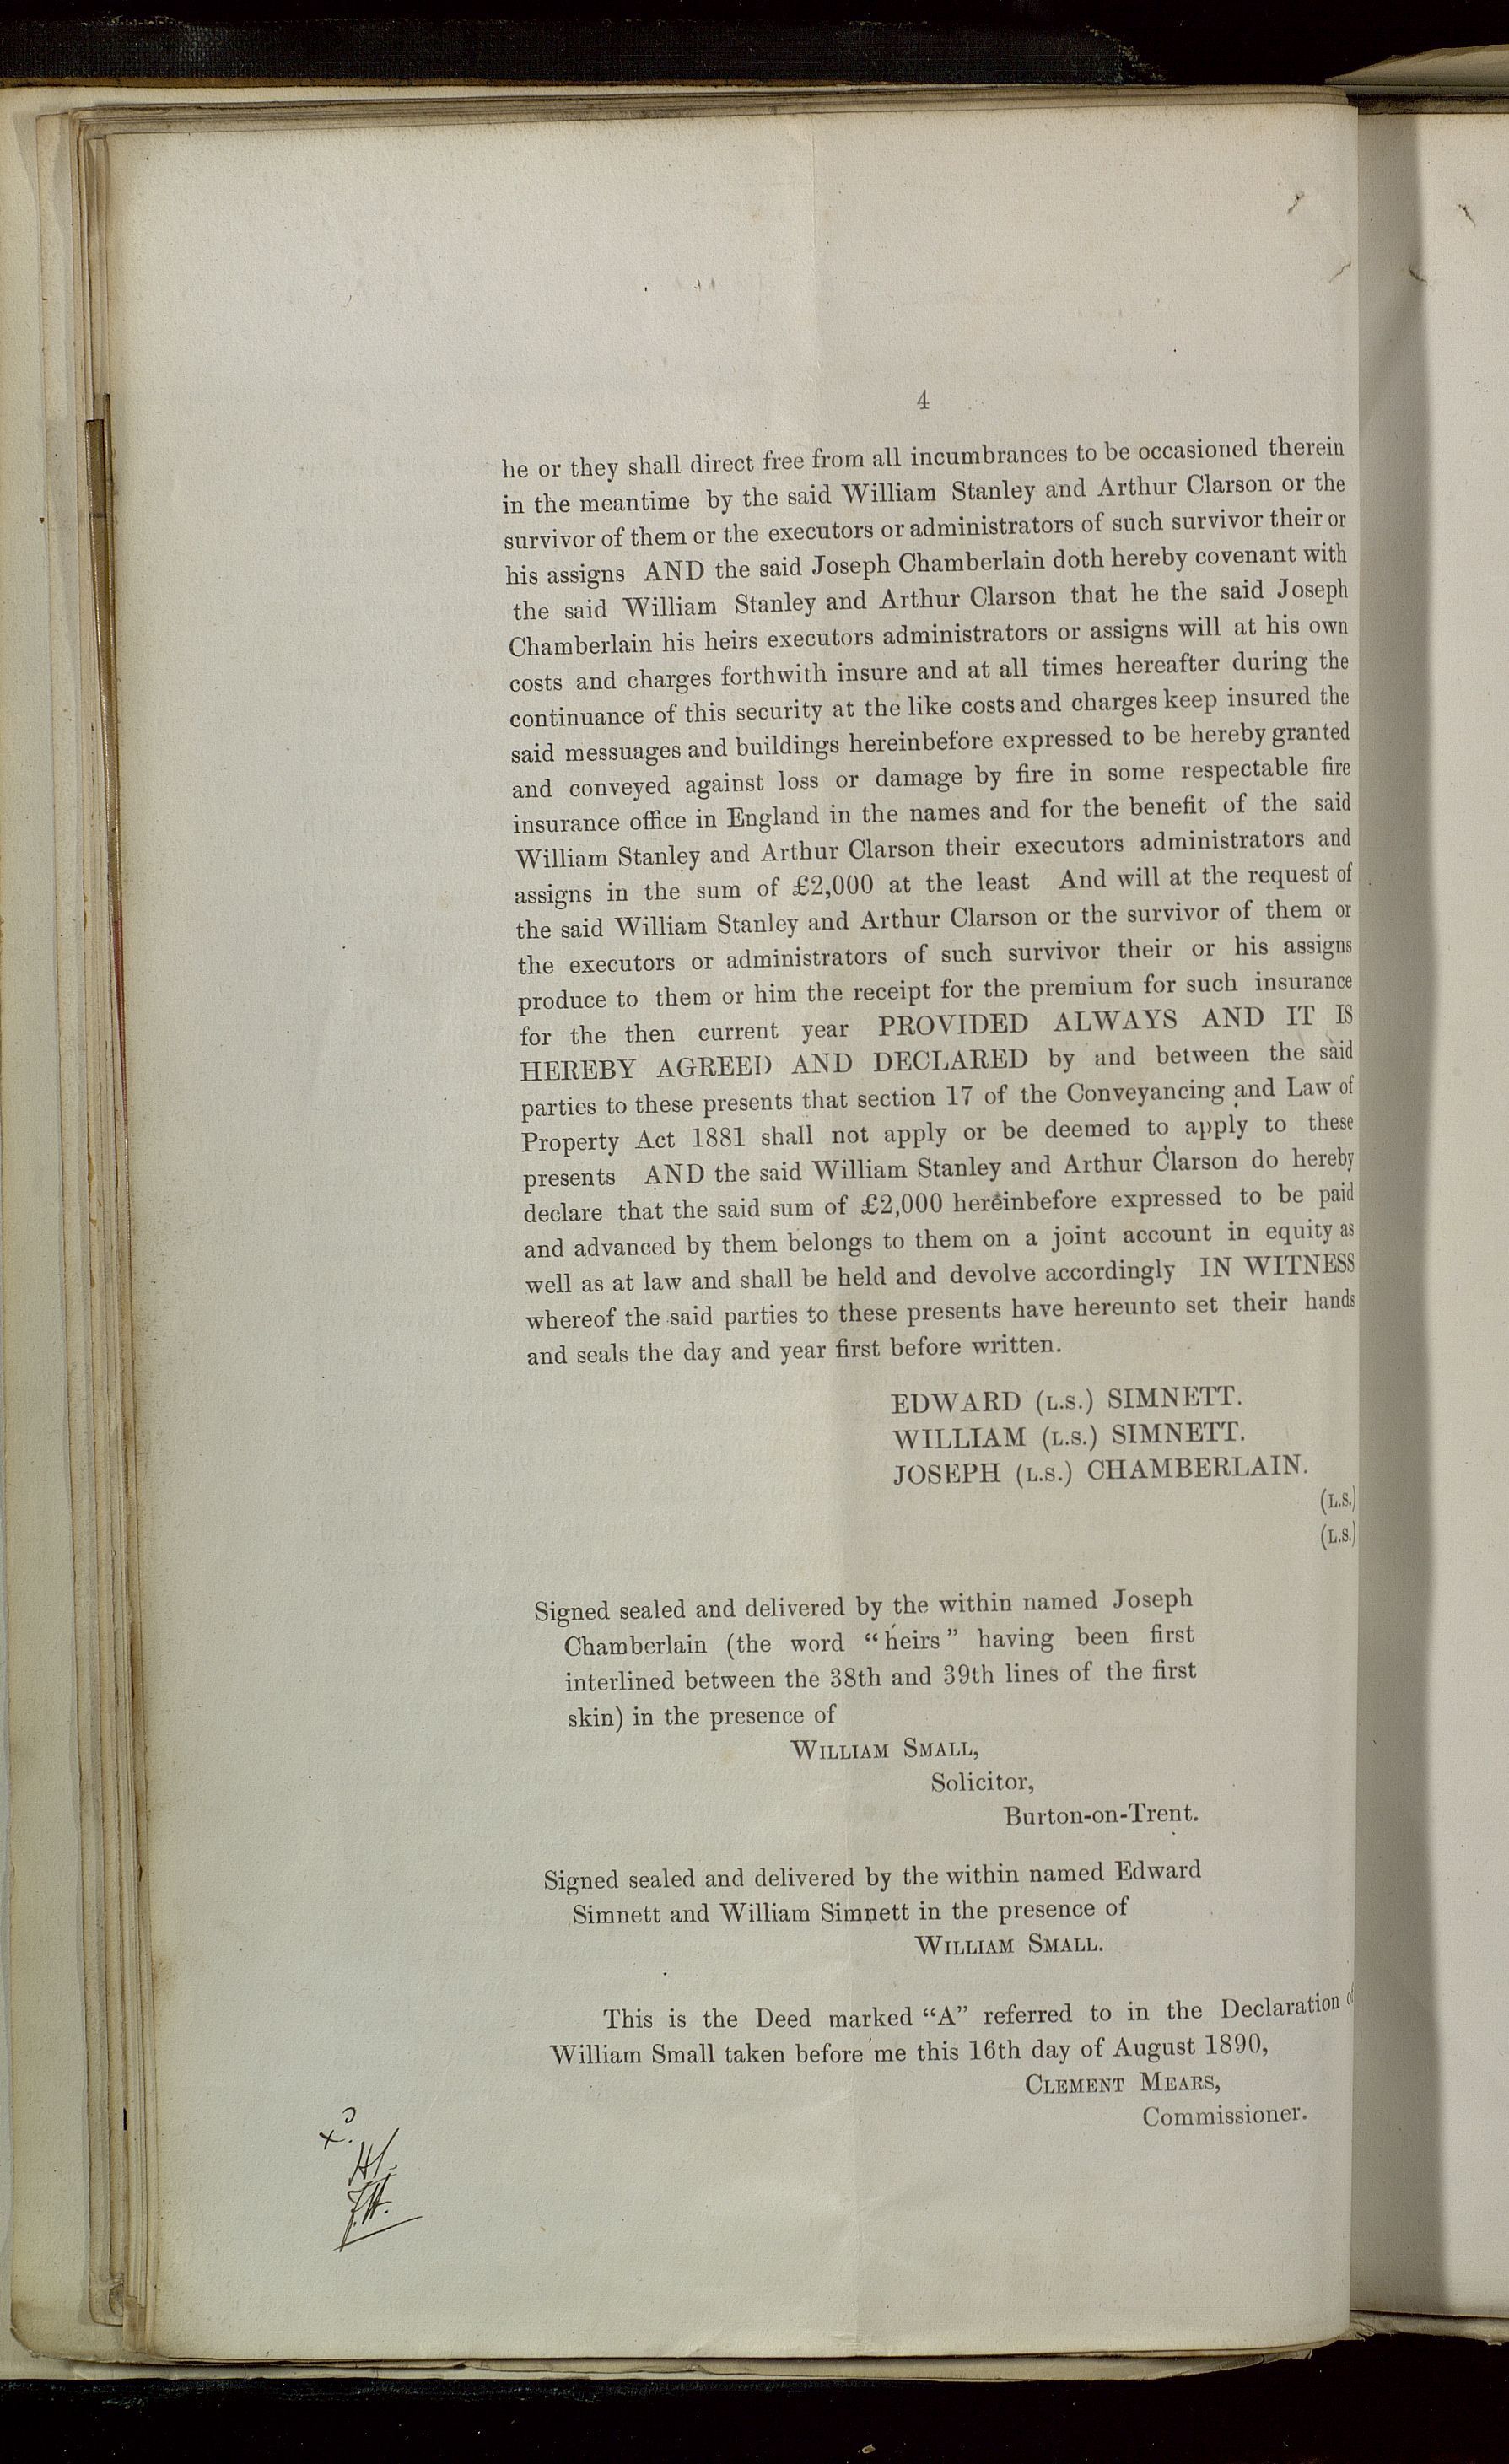 4
he or they shall direct free from all incumbrances to be occasioned therein
in the meantime by the said William Stanley and Arthur Clarson or the
survivor of them or the executors or administrators of such survivor their or
his assigns AND the said Joseph Chamberlain doth hereby covenant with
the said William Stanley and Arthur Clarson that he the said Joseph
Chamberlain his heirs executors administrators or assigns will at his own
costs and charges forthwith insure and at all times hereafter during the
continuance of this security at the like costs and charges keep insured the
said messuages and buildings hereinbefore expressed to be hereby granted
and conveyed against loss or damage by fire in some respectable fire
insurance office in England in the names and for the benefit of the said
William Stanley and Arthur Clarson their executors administrators and
assigns in the sum of £2,000 at the least And will at the request of
the said William Stanley and Arthur Clarson or the survivor of them or
the executors or administrators of such survivor their or his assigns
produce to them or him the receipt for the premium for such insurance
for the then current year PROVIDED ALWAYS AND IT IS
HEREBY AGREED AND DECLARED by and between the said
parties to these presents that section 17 of the Conveyancing and Law of
Property Act 1881 shall not apply or be deemed to apply to these
presents AND the said William Stanley and Arthur Clarson do hereby
declare that the said sum of £2,000 hereinbefore expressed to be paid
and advanced by them belongs to them on a joint account in equity as
well as at law and shall be held and devolve accordingly IN WITNESS
whereof the said parties to these presents have hereunto set their hands
and seals the day and year first before written.
EDWARD (L.S.) SIMNETT.
WILLIAM (L.S.) SIMNETT.
JOSEPH (L.S.) CHAMBERLAIN.
(L.S.)
(L.S.)
Signed sealed and delivered by the within named Joseph
Chamberlain (the word “heirs” having been first
interlined between the 38th and 39th lines of the first
skin) in the presence of
WILLIAM SMALL,
Solicitor,
Burton-on-Trent.
Signed sealed and delivered by the within named Edward
Simnett and William Simnett in the presence of
WILLIAM SMALL.
This is the Deed marked “A” referred to in the Declaration of
William Small taken before me this 16th day of August 1890,
CLEMENT MEARS,
Commissioner.